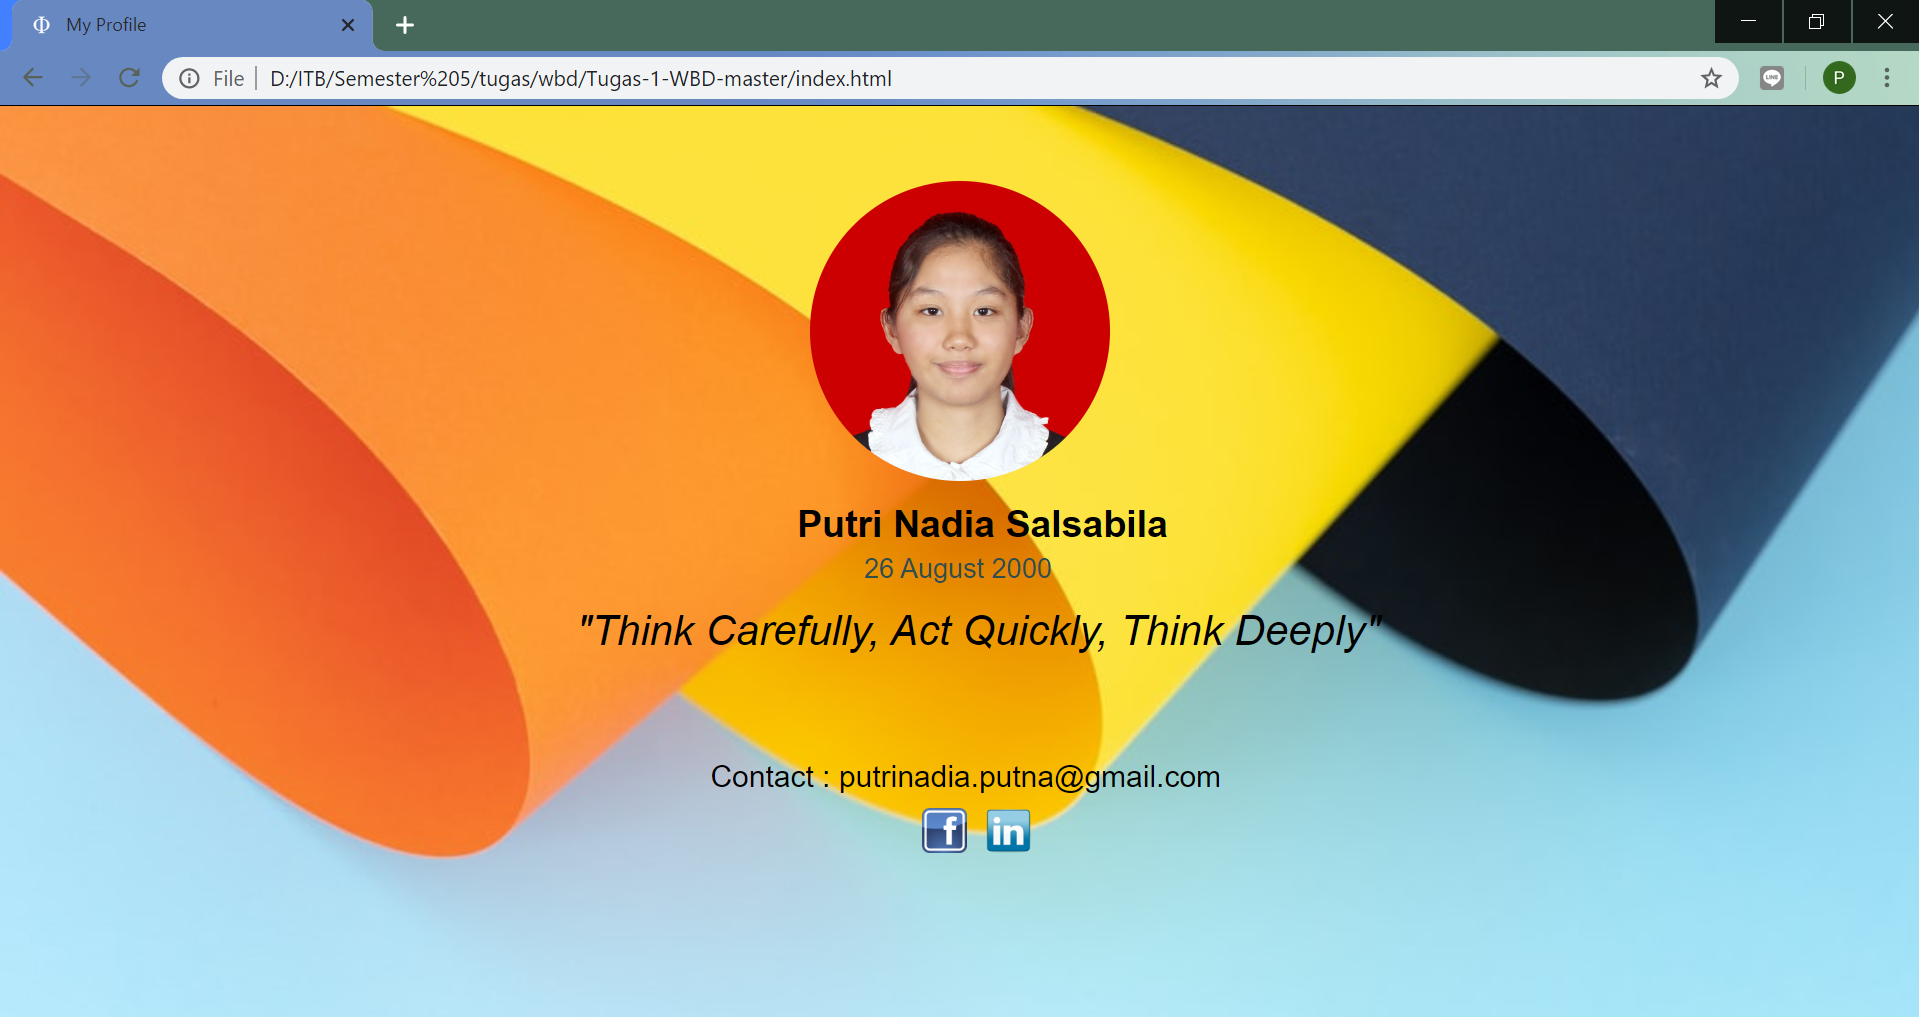 Φ My Profile
File D:/ITB/Semester%205/tugas/wbd/Tugas-1-WBD-master/index.html
LINE
P
Putri Nadia Salsabila
26 August 2000
"Think Carefully, Act Quickly, Think Deeply"
Contact : putrinadia.putna@gmail.com
f in